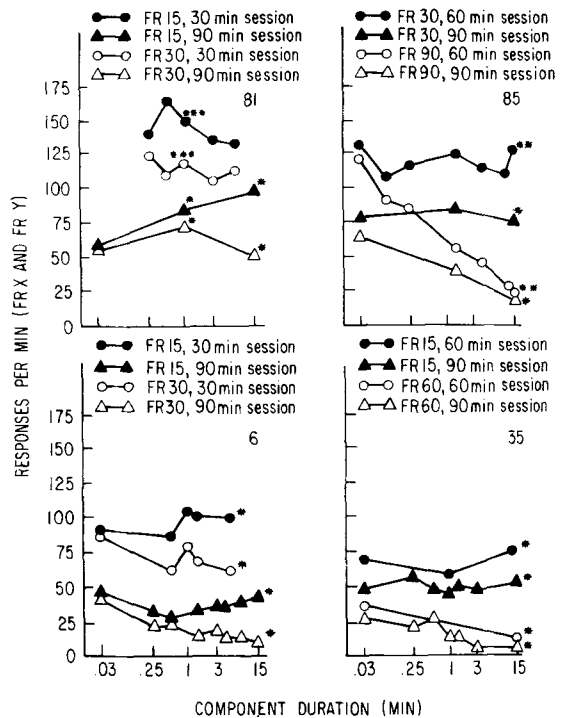 FR 15, 30 min session
FR 15, 90 min session
FR 30, 30 min session
FR 30, 90 min session
81
175
150
125
100
75
50
25
0
***
***
*
*
*
*
FR 30, 60 min session
FR 30, 90 min session
FR 90, 60 min session
FR 90, 90 min session
85
**
*
**
*
RESPONSES PER MIN (FR X AND FR Y)
FR 15, 30 min session
FR 15, 90 min session
FR 30, 30 min session
FR 30, 90 min session
6
175
150
125
100
75
50
25
0
*
*
*
*
.03 .25 1 3 15
FR 15, 60 min session
FR 15, 90 min session
FR 60, 60 min session
FR 60, 90 min session
35
*
*
*
*
.03 .25 1 3 15
COMPONENT DURATION (MIN)